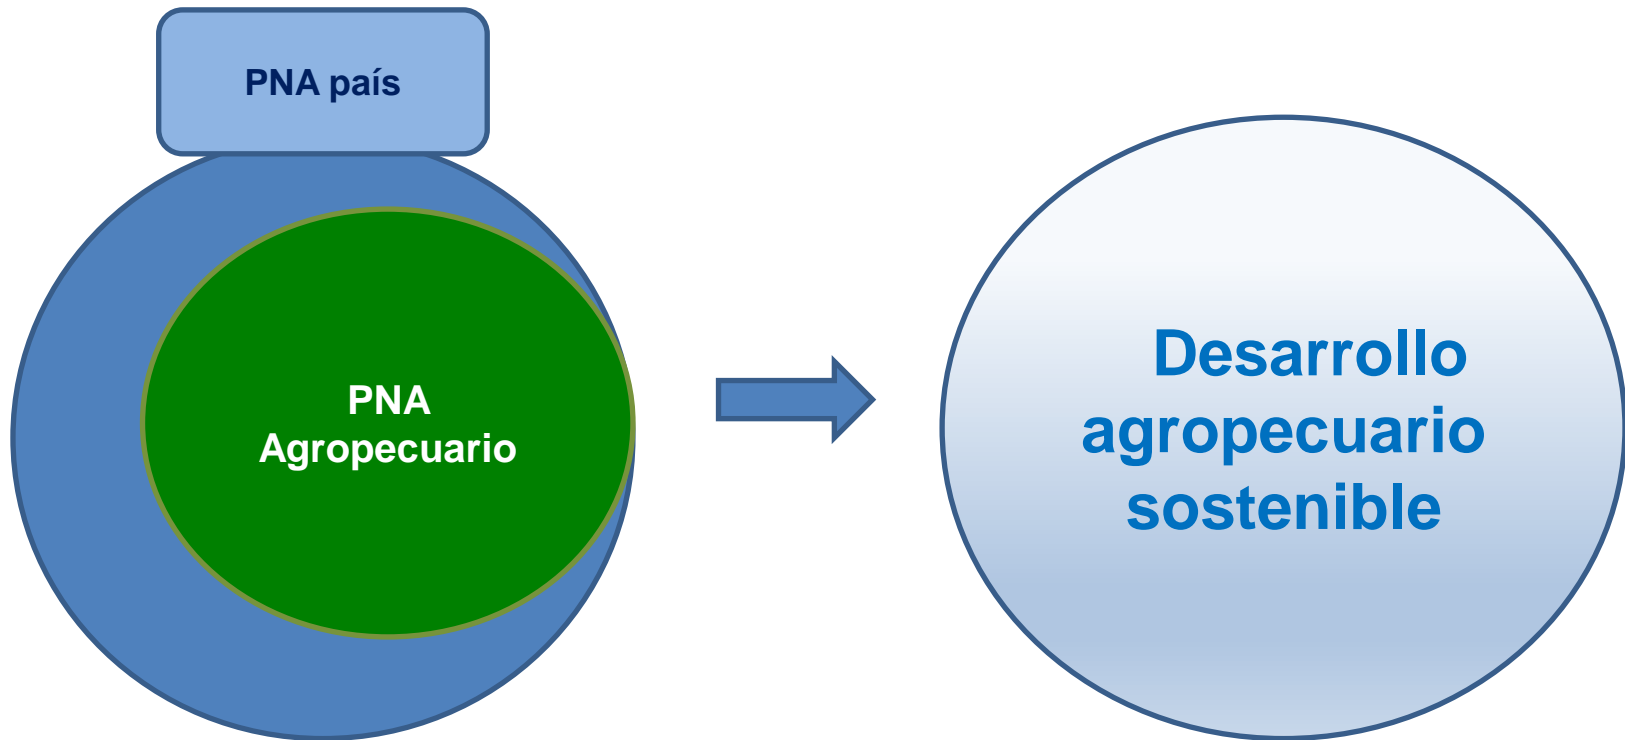 PNA país
PNA
Agropecuario
Desarrollo
agropecuario
sostenible